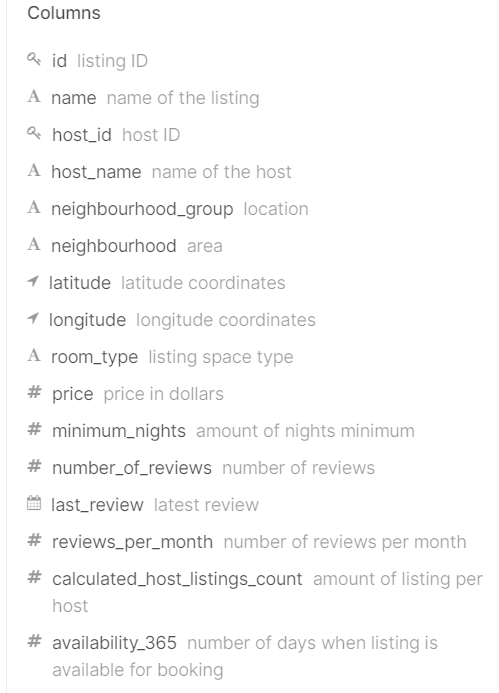 Columns
id listing ID
A name name of the listing
host_id host ID
A host_name name of the host
A neighbourhood_group location
A neighbourhood area
latitude latitude coordinates
longitude longitude coordinates
A room_type listing space type
# price price in dollars
# minimum_nights amount of nights minimum
# number_of_reviews number of reviews
last_review latest review
# reviews_per_month number of reviews per month
# calculated_host_listings_count amount of listing per
host
# availability_365 number of days when listing is
available for booking